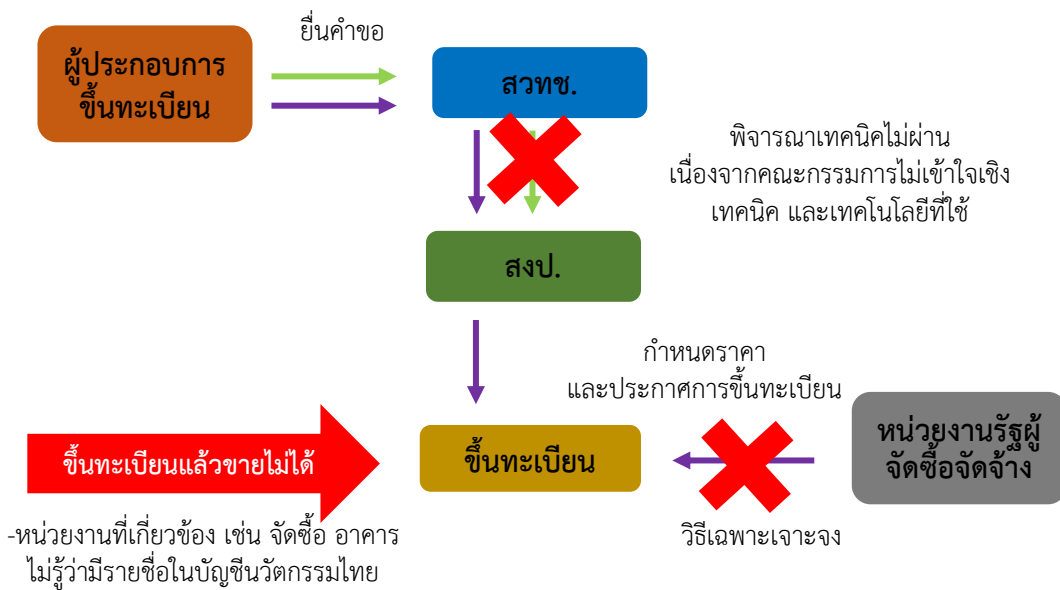 ยื่นคำขอ
ผู้ประกอบการ
ขึ้นทะเบียน
สวทช.
พิจารณาเทคนิคไม่ผ่าน
เนื่องจากคณะกรรมการไม่เข้าใจเชิง
เทคนิค และเทคโนโลยีที่ใช้
สงป.
กำหนดราคา
และประกาศการขึ้นทะเบียน
หน่วยงานรัฐผู้
จัดซื้อจัดจ้าง
ขึ้นทะเบียนแล้วขายไม่ได้
ขึ้นทะเบียน
วิธีเฉพาะเจาะจง
-หน่วยงานที่เกี่ยวข้อง เช่น จัดซื้อ อาคาร
ไม่รู้ว่ามีรายชื่อในบัญชีนวัตกรรมไทย